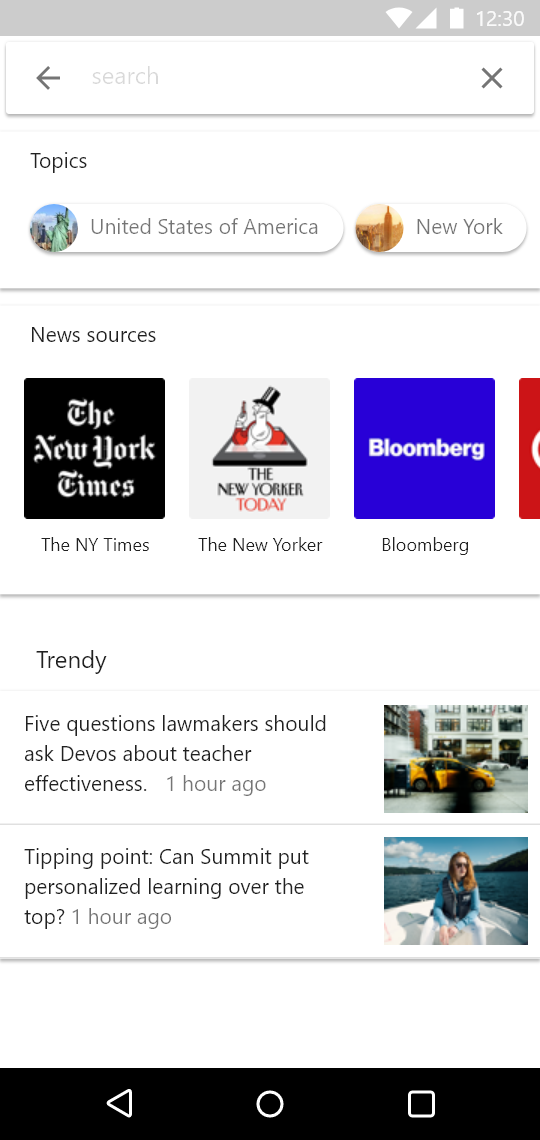 12:30
search
Topics
United States of America
New York
News sources
The
New York
Times
THE
NEW YORKER
TODAY
Bloomberg
The NY Times
The New Yorker
Bloomberg
Trendy
Five questions lawmakers should
ask Devos about teacher
effectiveness. 1 hour ago
Tipping point: Can Summit put
personalized learning over the
top? 1 hour ago